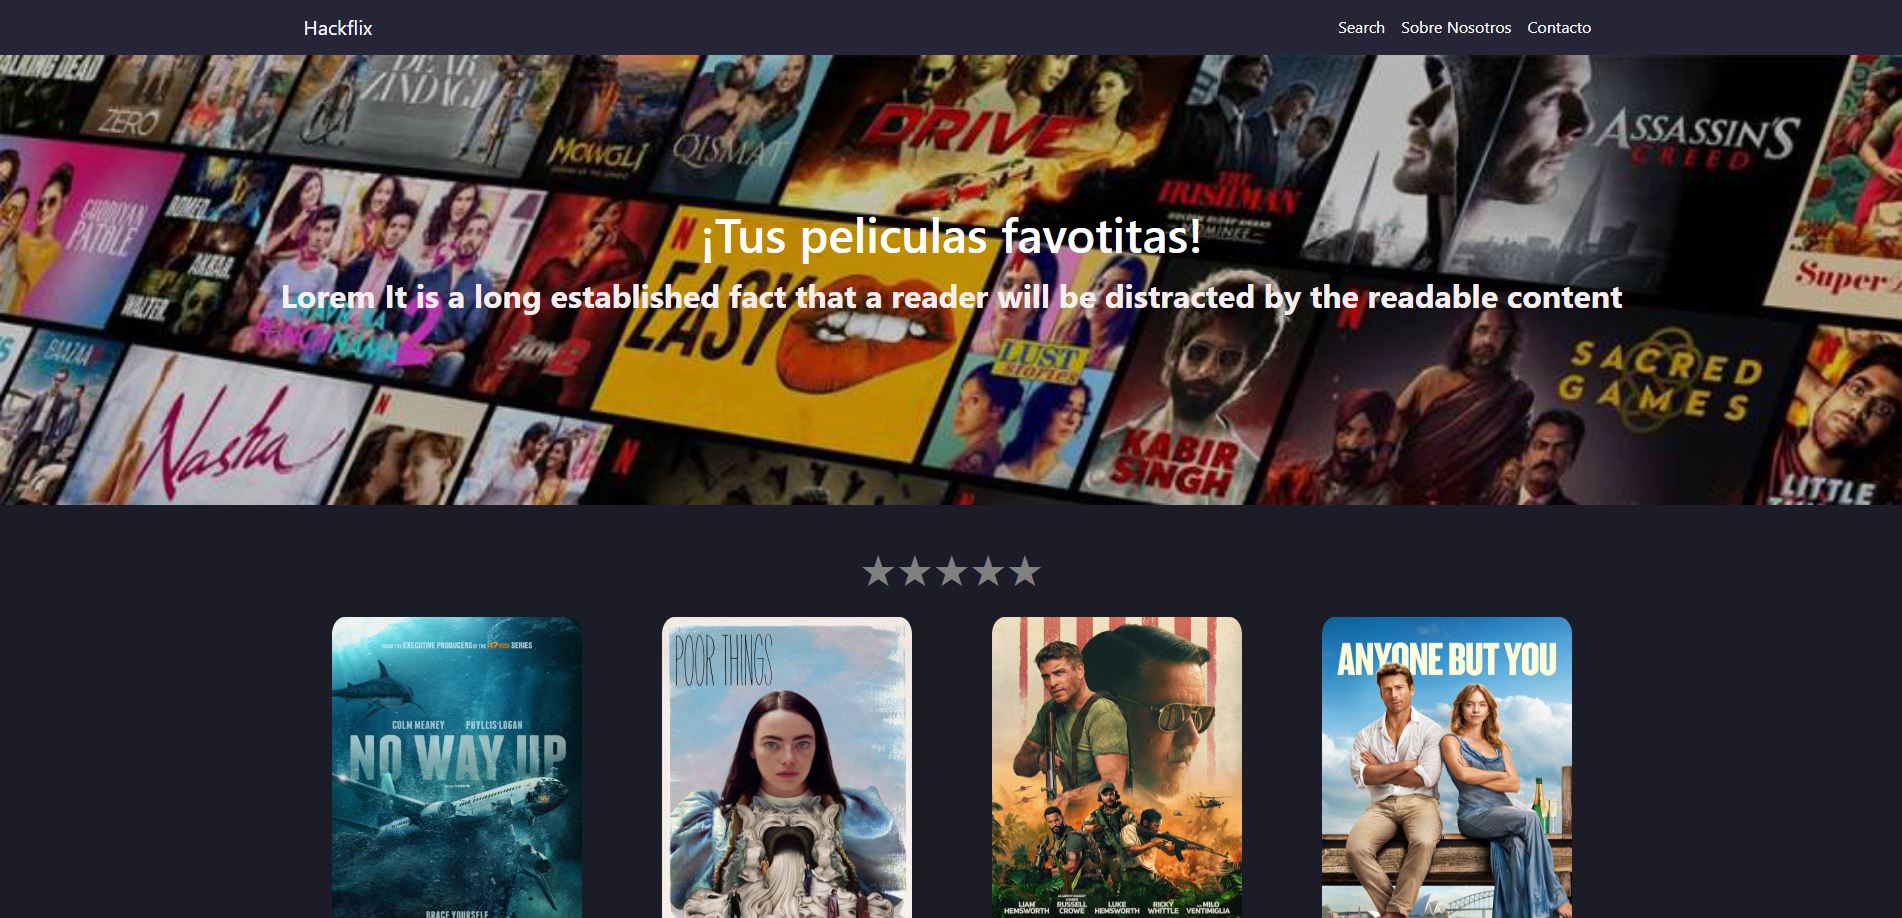 Hackflix
Search Sobre Nosotros Contacto
ALKING DEAD
ZERO
DEAR
ZINDAGI
MOWGLI
QISMAT
DRIVE
THE
IRISHMAN
ASSASSIN'S
CREED
GUDDIYAN
PATOLE
ROMEO
AKBAR
WALTER
¡Tus peliculas favotitas!
Lorem It is a long established fact that a reader will be distracted by the readable content
EASY
LUST
stories
KABIR
SINGH
SACRED
GAMES
Super
Nasha
LITTLE
★★★★★
FROM THE EXECUTIVE PRODUCERS OF THE 47 SERIES
COLM MEANEY PHYLLIS LOGAN
NO WAY UP
BRACE YOURSELF
POOR THINGS
LIAM HEMSWORTH
RUSSELL CROWE
LUKE HEMSWORTH
RICKY WHITTLE
MILO VENTIMIGLIA
ANYONE BUT YOU